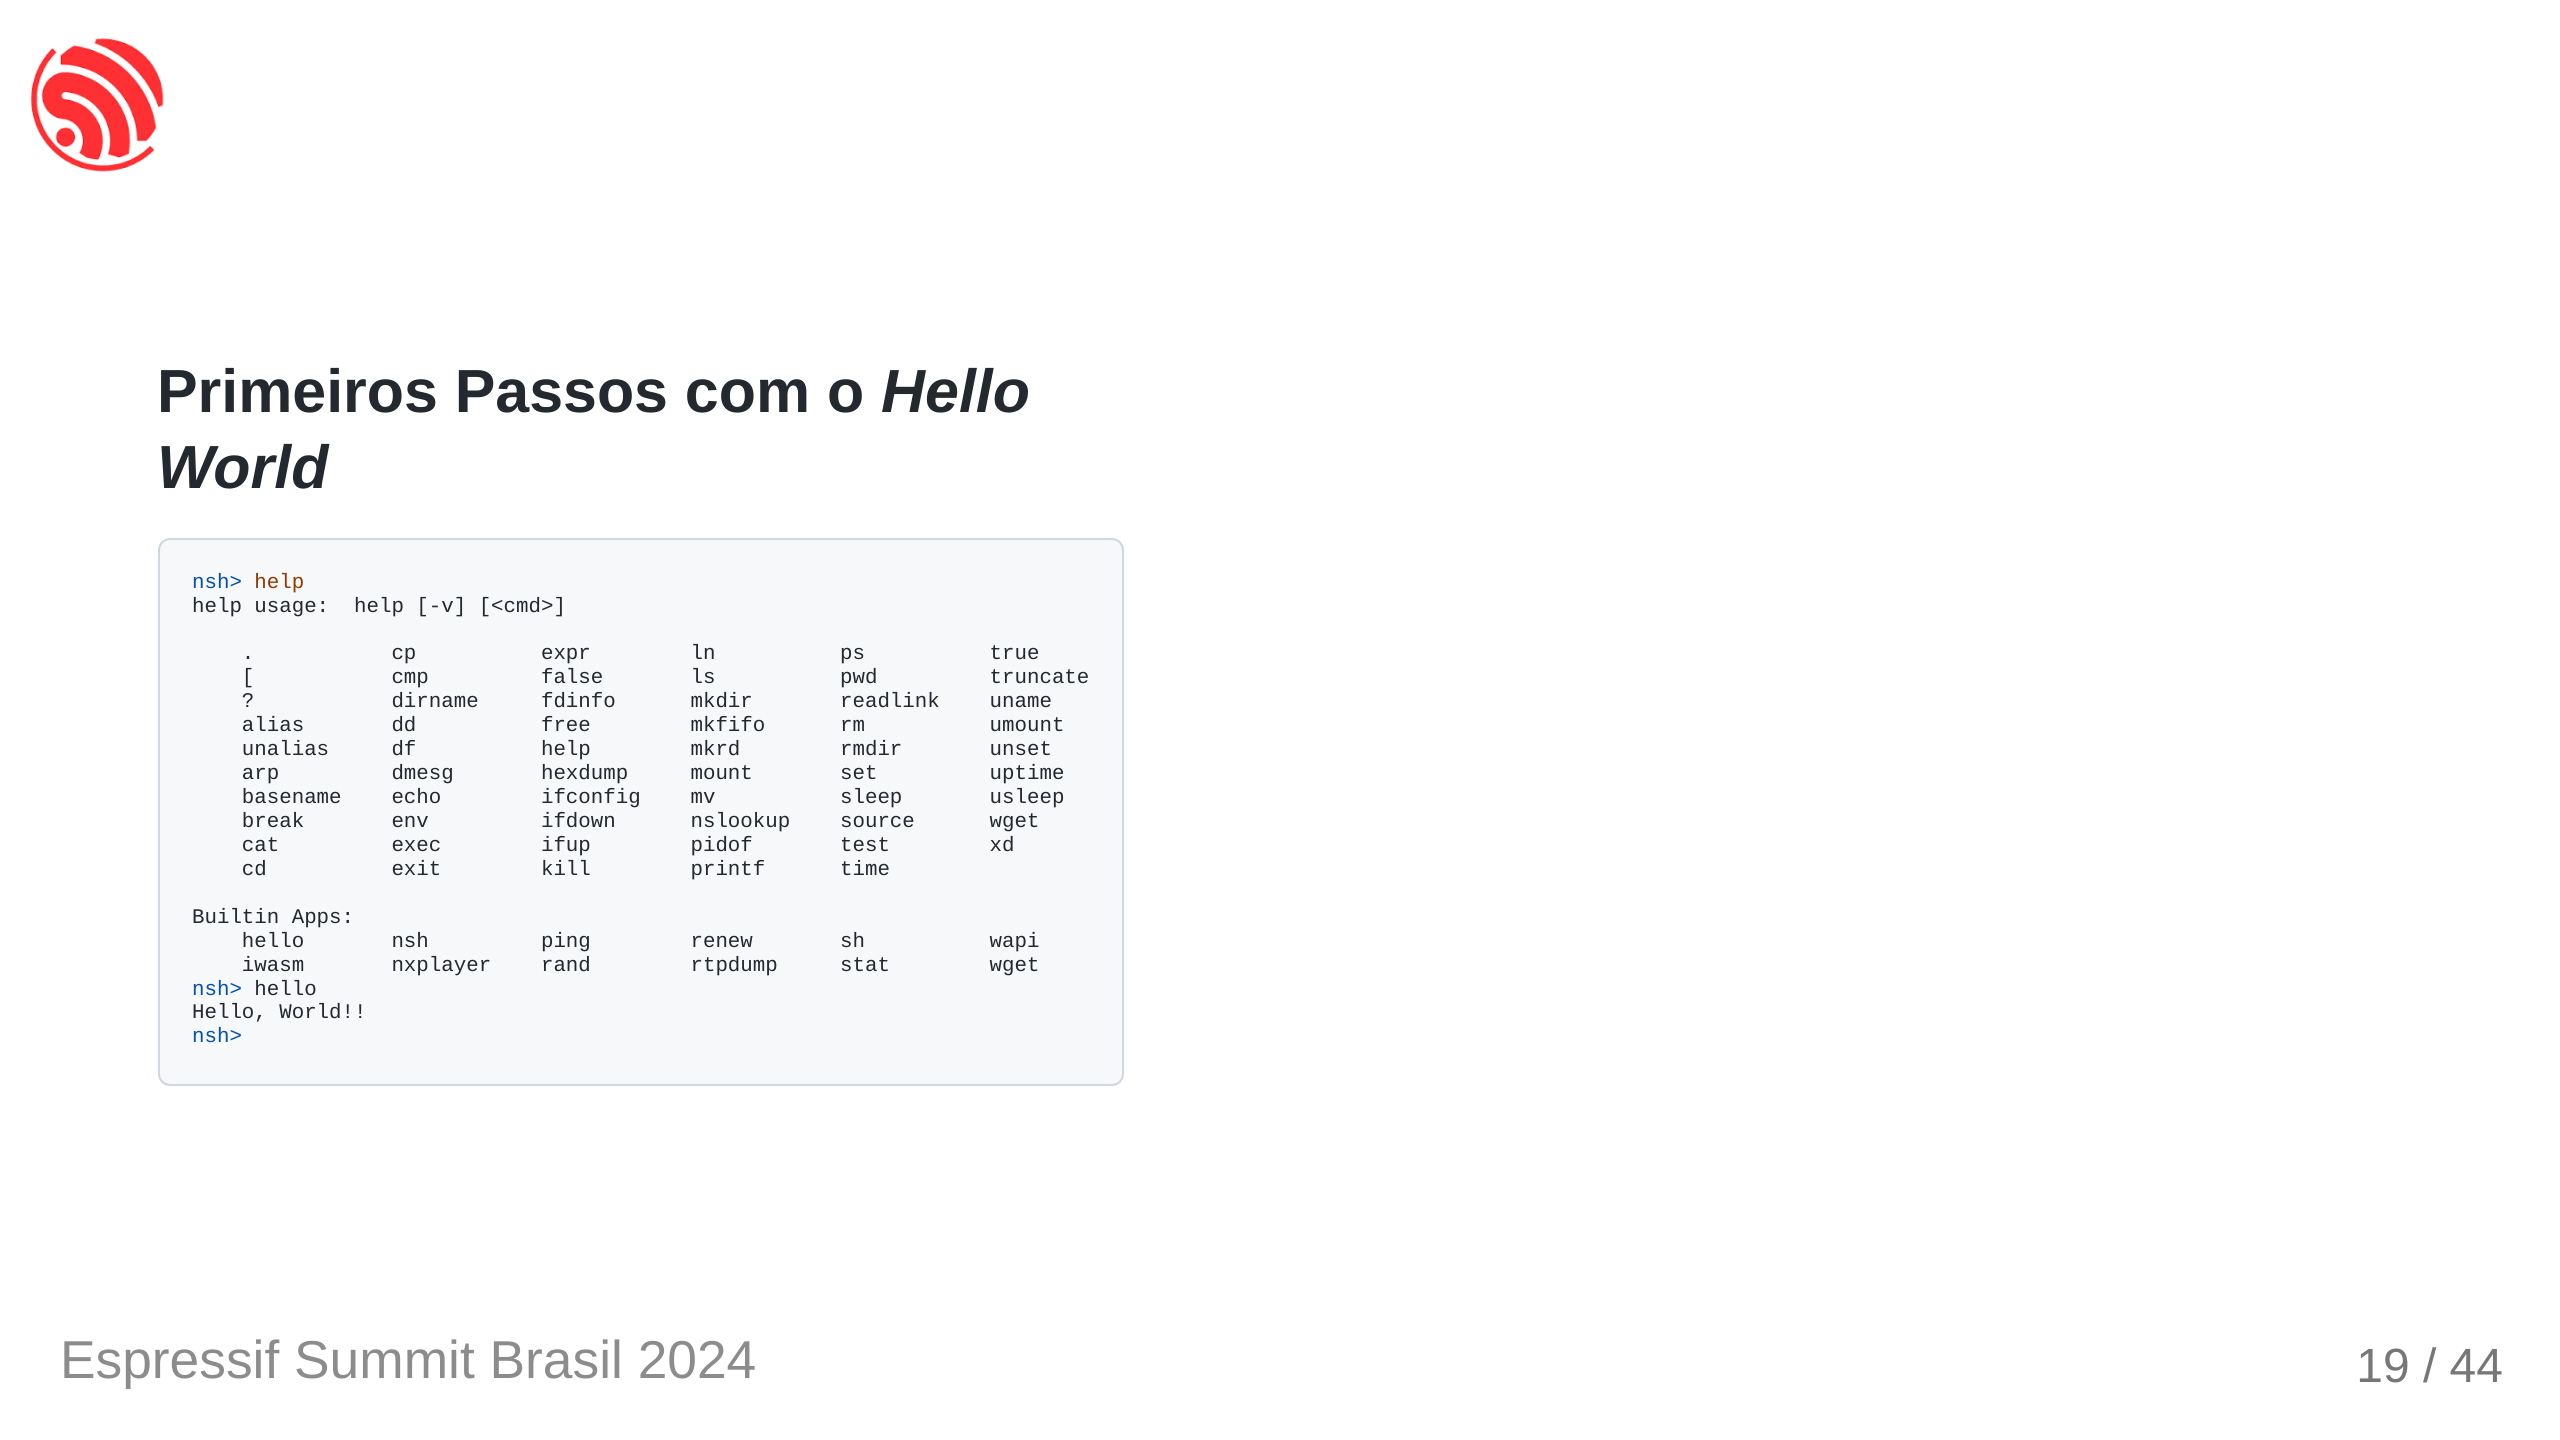 Primeiros Passos com o Hello
World
nsh> help
help usage:  help [-v] [<cmd>]

    .           cp          expr        ln          ps          true
    [           cmp         false       ls          pwd         truncate
    ?           dirname     fdinfo      mkdir       readlink    uname
    alias       dd          free        mkfifo      rm          umount
    unalias     df          help        mkrd        rmdir       unset
    arp         dmesg       hexdump     mount       set         uptime
    basename    echo        ifconfig    mv          sleep       usleep
    break       env         ifdown      nslookup    source      wget
    cat         exec        ifup        pidof       test        xd
    cd          exit        kill        printf      time

Builtin Apps:
    hello       nsh         ping        renew       sh          wapi
    iwasm       nxplayer    rand        rtpdump     stat        wget
nsh> hello
Hello, World!!
nsh>
Espressif Summit Brasil 2024
19 / 44